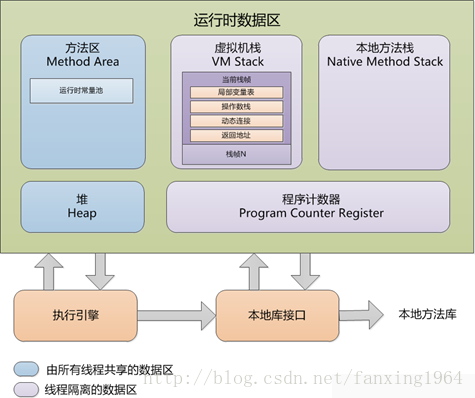 运行时数据区
方法区
Method Area
运行时常量池
虚拟机栈
VM Stack
当前栈帧
局部变量表
操作数栈
动态连接
返回地址
栈帧N
本地方法栈
Native Method Stack
堆
Heap
程序计数器
Program Counter Register
执行引擎
本地库接口
本地方法库
由所有线程共享的数据区
线程隔离的数据区
http://blog.csdn.net/fanxing1964